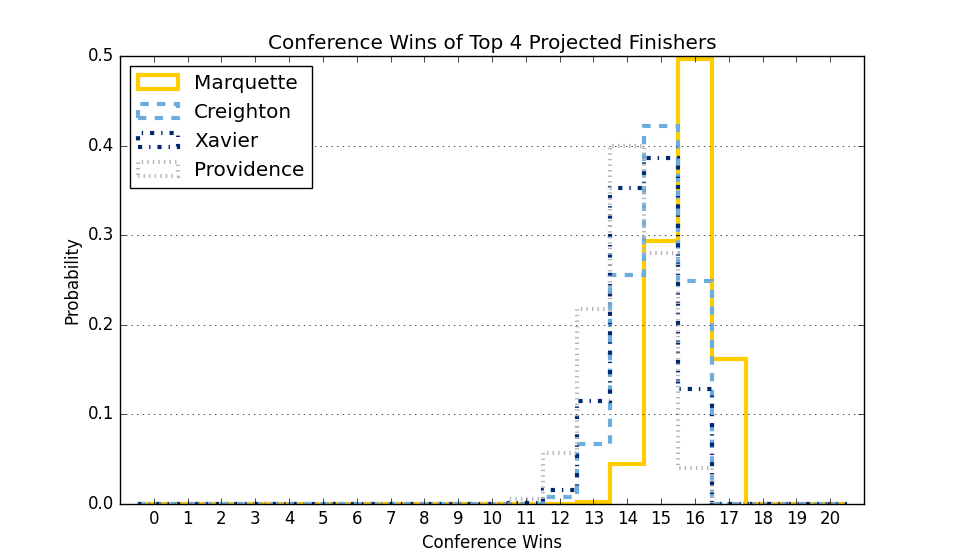 Conference Wins of Top 4 Projected Finishers
Marquette
Creighton
Xavier
Providence
Probability
0.5
0.4
0.3
0.2
0.1
0.0
0 1 2 3 4 5 6 7 8 9 10 11 12 13 14 15 16 17 18 19 20
Conference Wins